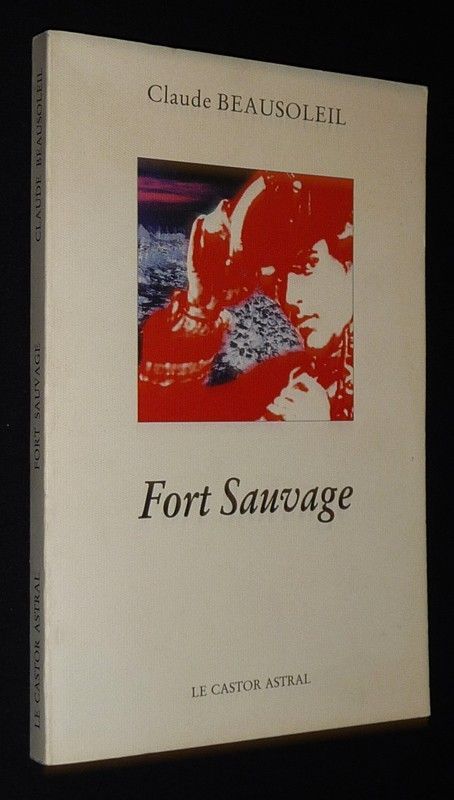 Claude BEAUSOLEIL
Fort Sauvage
LE CASTOR ASTRAL
CLAUDE BEAUSOLEIL
FORT SAUVAGE
LE CASTOR ASTRAL